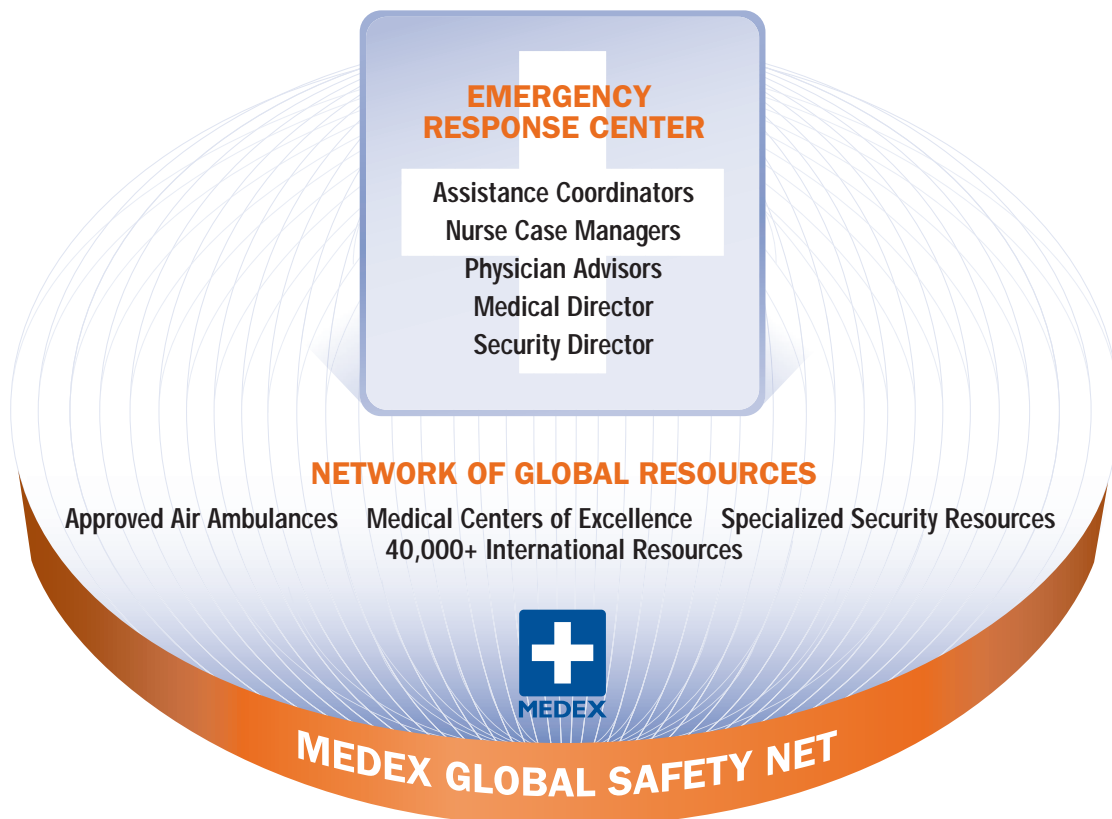 EMERGENCY
RESPONSE CENTER
Assistance Coordinators
Nurse Case Managers
Physician Advisors
Medical Director
Security Director
NETWORK OF GLOBAL RESOURCES
Approved Air Ambulances Medical Centers of Excellence Specialized Security Resources
40,000+ International Resources
MEDEX
MEDEX GLOBAL SAFETY NET